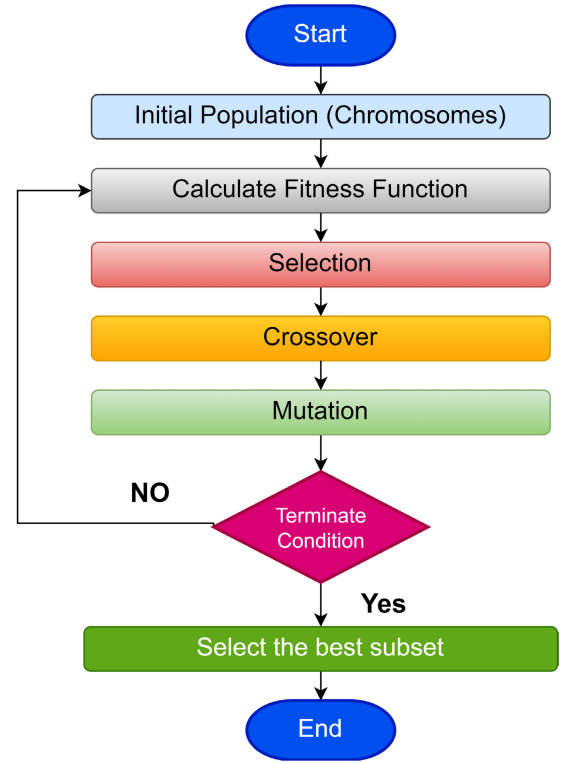 Start
Initial Population (Chromosomes)
Calculate Fitness Function
Selection
Crossover
Mutation
NO
Terminate
Condition
Yes
Select the best subset
End